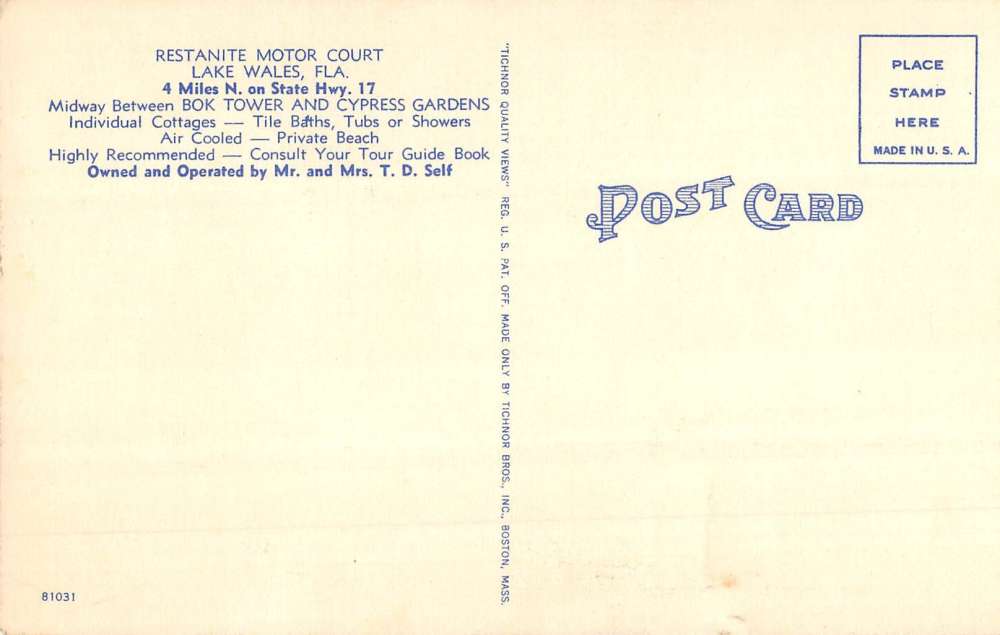 RESTANITE MOTOR COURT
LAKE WALES, FLA.
4 Miles N. on State Hwy. 17
Midway Between BOK TOWER AND CYPRESS GARDENS
Individual Cottages — Tile Baths, Tubs or Showers
Air Cooled — Private Beach
Highly Recommended — Consult Your Tour Guide Book
Owned and Operated by Mr. and Mrs. T. D. Self
81031
"TICHNOR QUALITY VIEWS" REG. U. S. PAT. OFF. MADE ONLY BY TICHNOR BROS., INC., BOSTON, MASS.
POST CARD
PLACE
STAMP
HERE
MADE IN U. S. A.